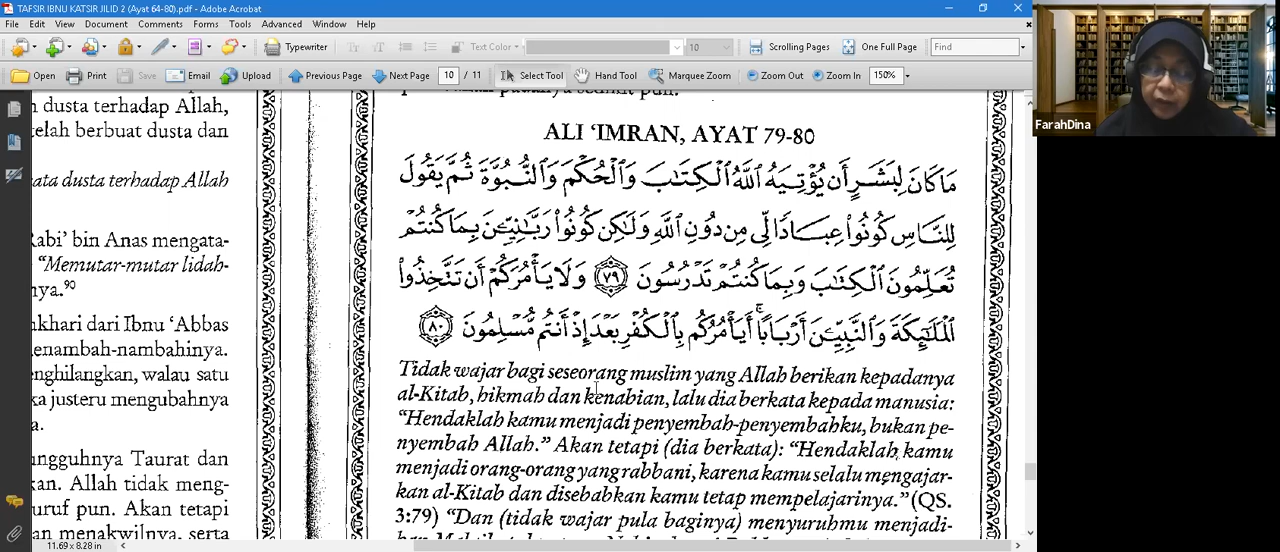 TAFSIR IBNU KATSIR JILID 2 (Ayat 64-80).pdf - Adobe Acrobat
File Edit View Document Comments Forms Tools Advanced Window Help
Typewriter Text Color 10 Scrolling Pages One Full Page Find
Open Print Save Email Upload Previous Page Next Page 10 / 11 Select Tool Hand Tool Marquee Zoom Zoom Out Zoom In 150%
dusta terhadap Allah,
telah berbuat dusta dan
ata dusta terhadap Allah
Rabi' bin Anas mengata-
"Memutar-mutar lidah-
nya.⁹⁰
khari dari Ibnu 'Abbas
enambah-nambahinya.
enghilangkan, walau satu
ka justeru mengubahnya
a.
ungguhnya Taurat dan
kan. Allah tidak meng-
uruf pun. Akan tetapi
an menakwilnya, serta
ALI 'IMRAN, AYAT 79-80
مَا كَانَ لِبَشَرٍ أَن يُؤْتِيَهُ ٱللَّهُ ٱلْكِتَٰبَ وَٱلْحُكْمَ وَٱلنُّبُوَّةَ ثُمَّ يَقُولَ
لِلنَّاسِ كُونُوا۟ عِبَادًا لِّى مِن دُونِ ٱللَّهِ وَلَٰكِن كُونُوا۟ رَبَّٰنِيِّۦنَ بِمَا كُنتُمْ
تُعَلِّمُونَ ٱلْكِتَٰبَ وَبِمَا كُنتُمْ تَدْرُسُونَ ٧٩ وَلَا يَأْمُرَكُمْ أَن تَتَّخِذُوا۟
ٱلْمَلَٰٓئِكَةَ وَٱلنَّبِيِّۦنَ أَرْبَابًا ۗ أَيَأْمُرُكُم بِٱلْكُفْرِ بَعْدَ إِذْ أَنتُم مُّسْلِمُونَ ٨٠
Tidak wajar bagi seseorang muslim yang Allah berikan kepadanya
al-Kitab, hikmah dan kenabian, lalu dia berkata kepada manusia:
"Hendaklah kamu menjadi penyembah-penyembahku, bukan pe-
nyembah Allah." Akan tetapi (dia berkata): "Hendaklah kamu
menjadi orang-orang yang rabbani, karena kamu selalu mengajar-
kan al-Kitab dan disebabkan kamu tetap mempelajarinya." (QS.
3:79) "Dan (tidak wajar pula baginya) menyuruhmu menjadi-
11.69 x 8.28 in
FarahDina